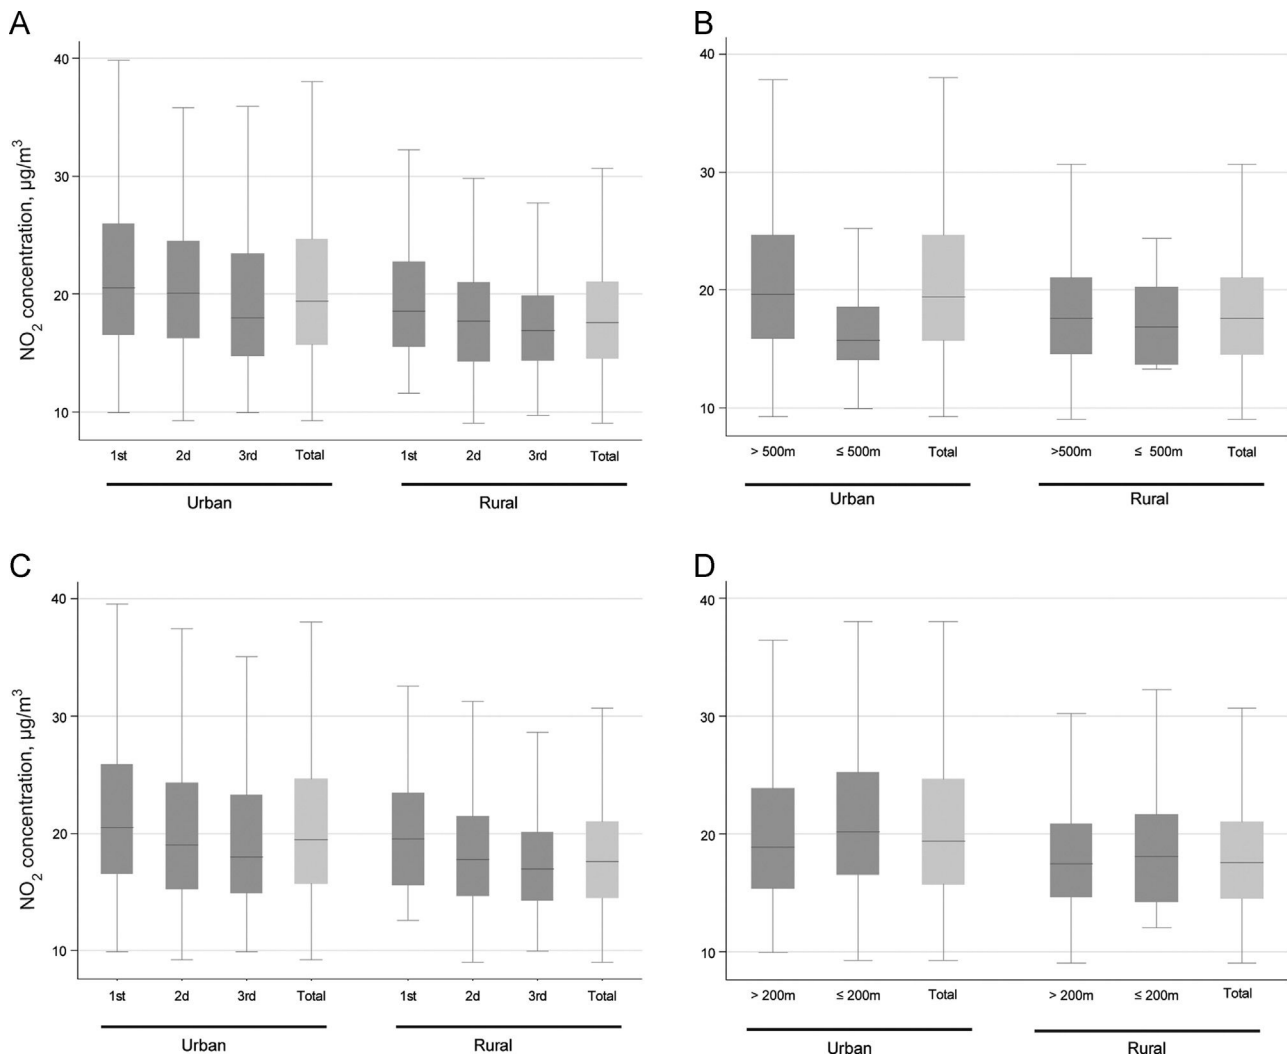 A
NO2 concentration, µg/m3
40
30
20
10
1st 2d 3rd Total 1st 2d 3rd Total
Urban Rural
B
40
30
20
10
> 500m ≤ 500m Total >500m ≤ 500m Total
Urban Rural
C
NO2 concentration, µg/m3
40
30
20
10
1st 2d 3rd Total 1st 2d 3rd Total
Urban Rural
D
40
30
20
10
> 200m ≤ 200m Total > 200m ≤ 200m Total
Urban Rural